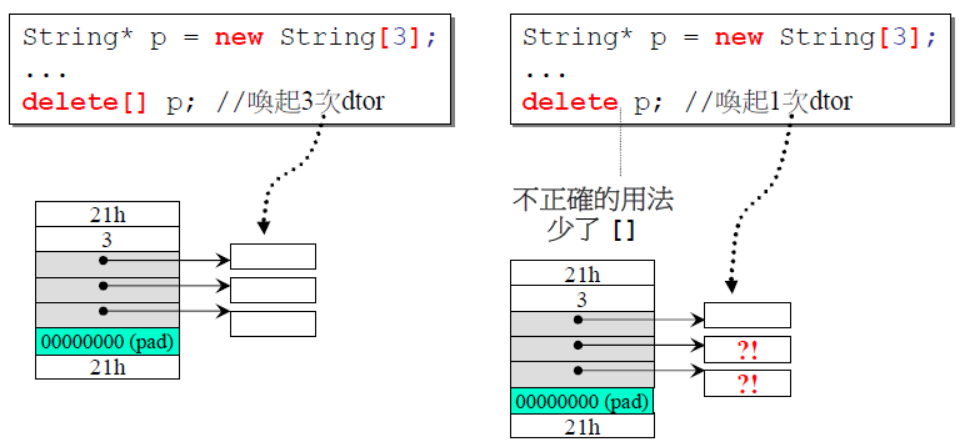 String* p = new String[3];
...
delete[] p; //喚起3次dtor
21h
3
00000000 (pad)
21h
String* p = new String[3];
...
delete p; //喚起1次dtor
不正確的用法
少了 []
21h
3
?!
?!
00000000 (pad)
21h